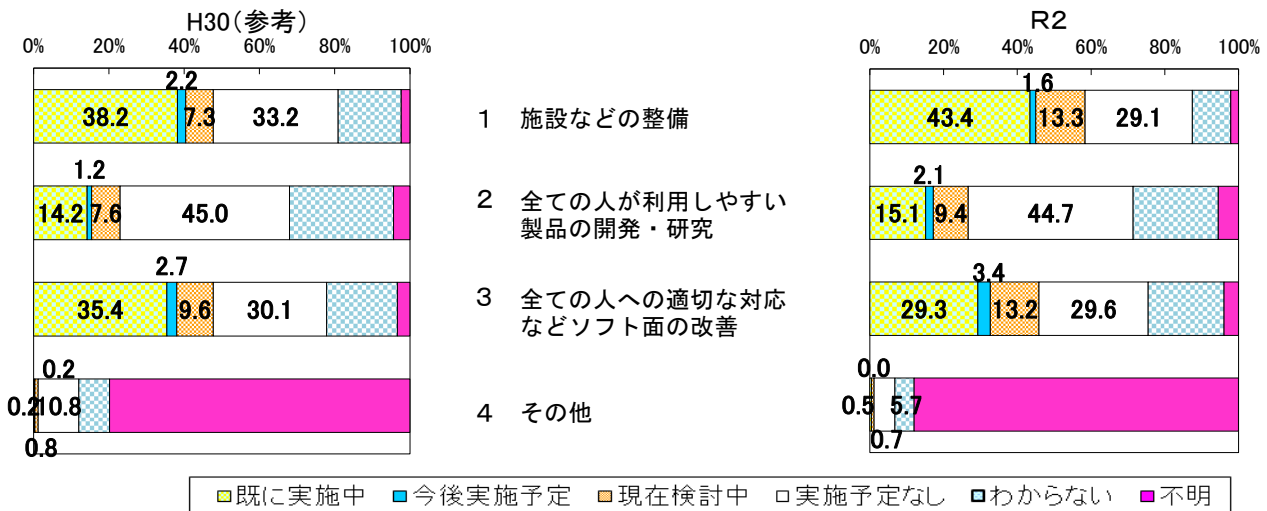 H30(参考)
0% 20% 40% 60% 80% 100%
2.2
38.2 7.3 33.2
1.2
14.2 7.6 45.0
2.7
35.4 9.6 30.1
0.2
0.2 10.8
0.8
1 施設などの整備
2 全ての人が利用しやすい
製品の開発・研究
3 全ての人への適切な対応
などソフト面の改善
4 その他
R2
0% 20% 40% 60% 80% 100%
1.6
43.4 13.3 29.1
2.1
15.1 9.4 44.7
3.4
29.3 13.2 29.6
0.0
0.5 5.7
0.7
既に実施中 今後実施予定 現在検討中 実施予定なし わからない 不明